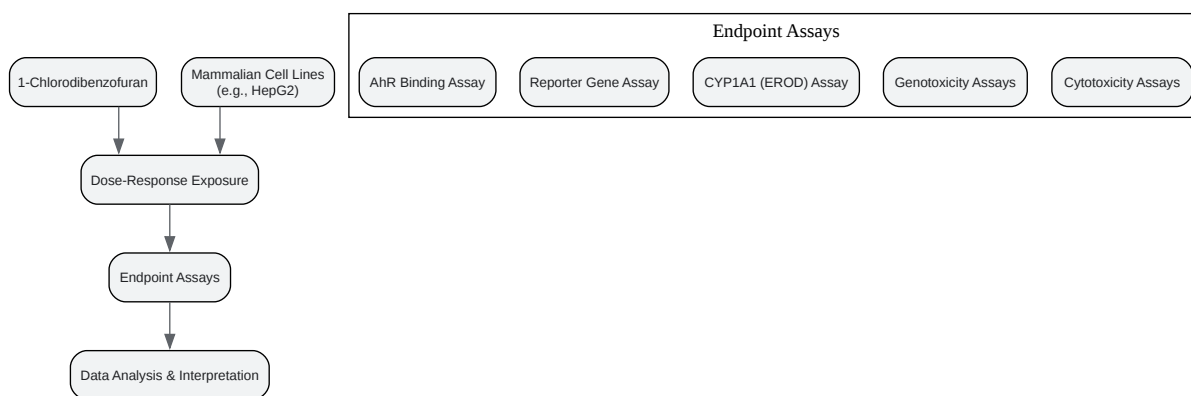 Endpoint Assays
1-Chlorodibenzofuran
Mammalian Cell Lines
(e.g., HepG2)
AhR Binding Assay
Reporter Gene Assay
CYP1A1 (EROD) Assay
Genotoxicity Assays
Cytotoxicity Assays
Dose-Response Exposure
Endpoint Assays
Data Analysis & Interpretation